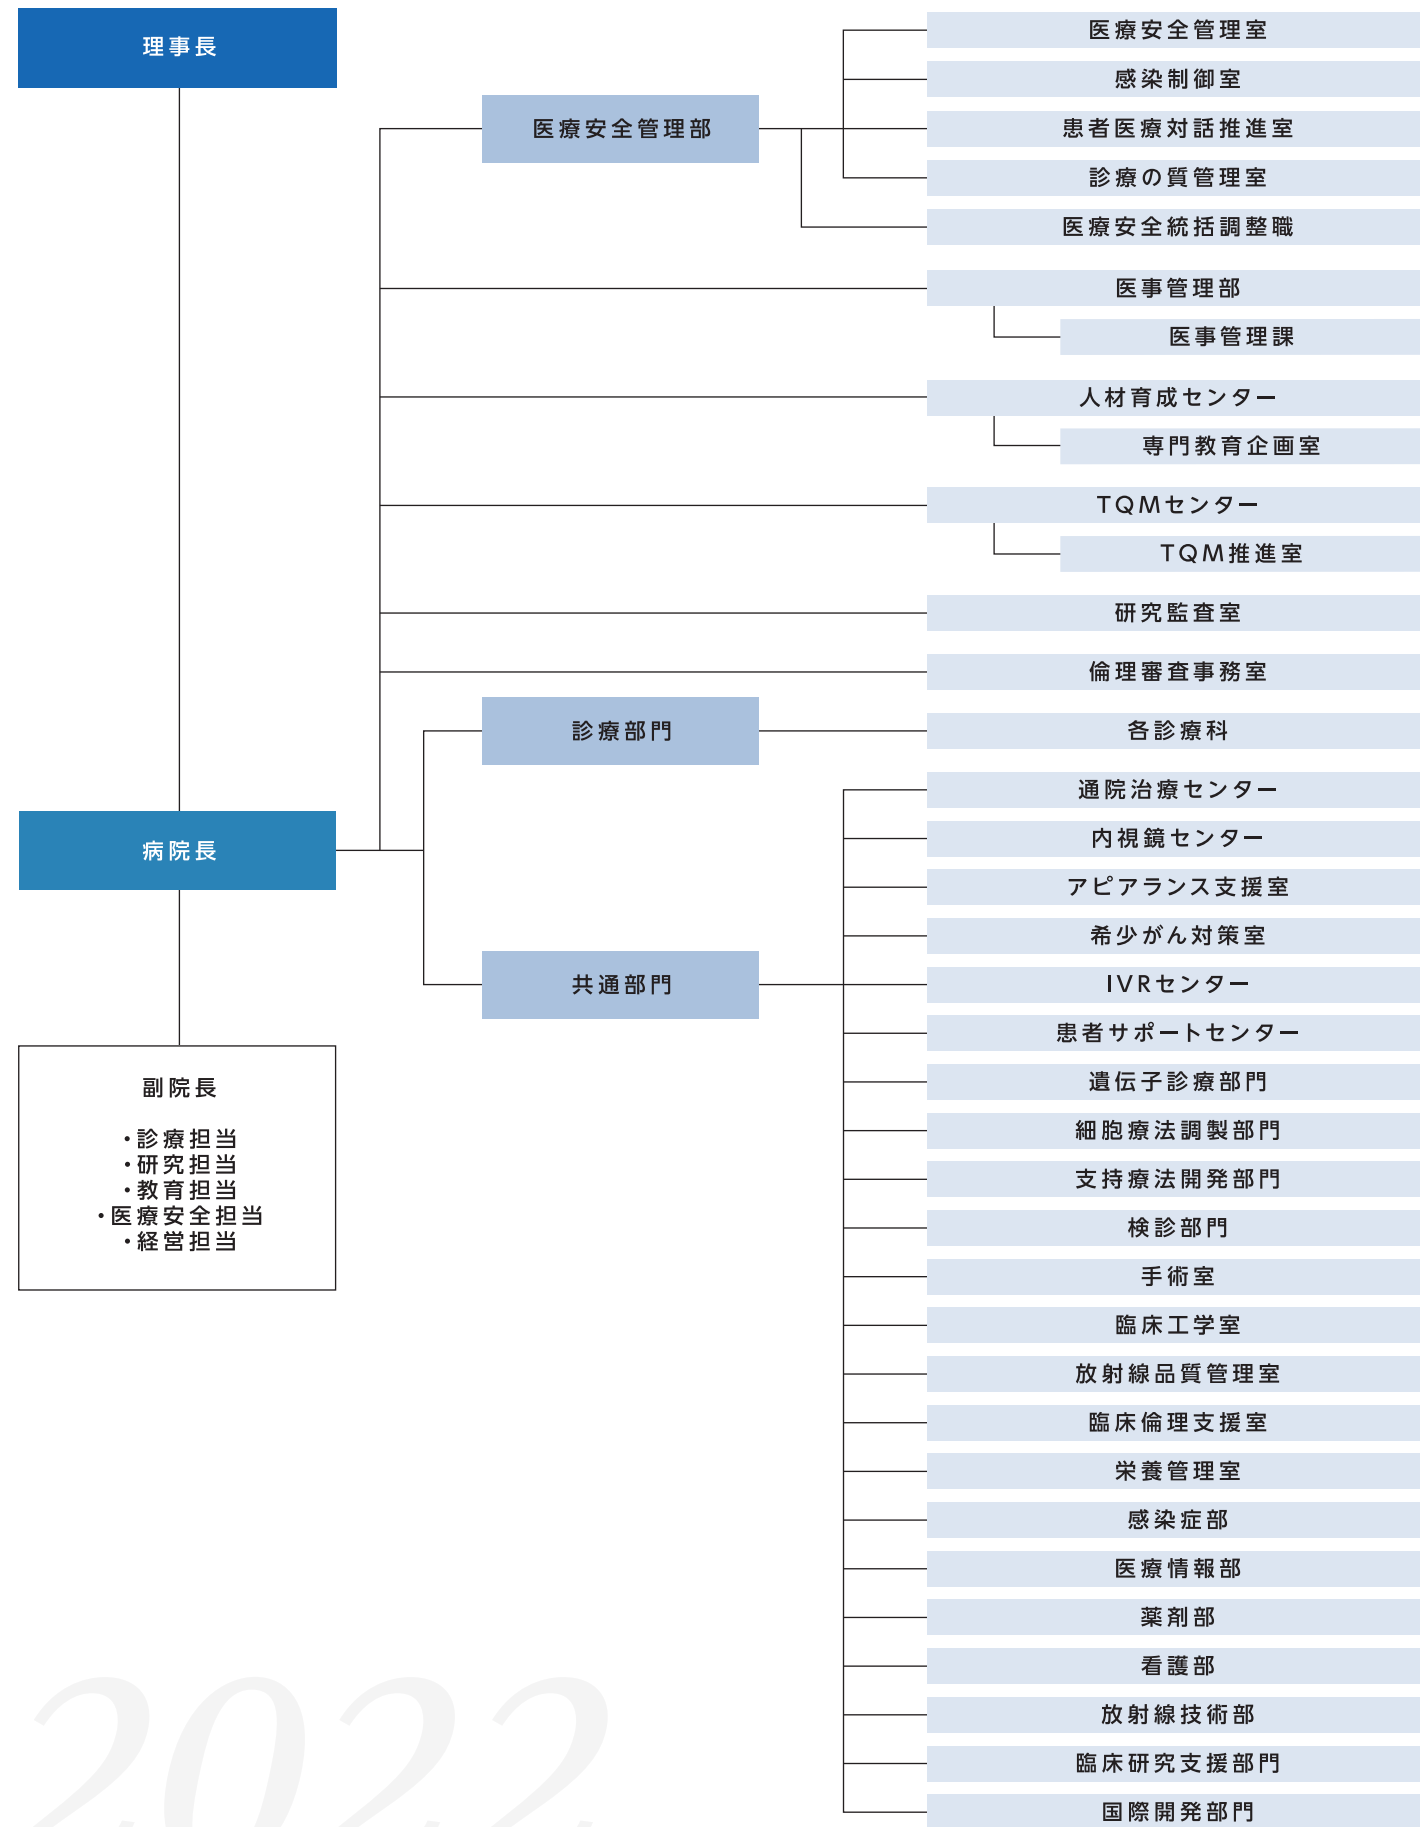 理事長
医療安全管理部
医療安全管理室
感染制御室
患者医療対話推進室
診療の質管理室
医療安全統括調整職
医事管理部
医事管理課
人材育成センター
専門教育企画室
TQMセンター
TQM推進室
研究監査室
倫理審査事務室
診療部門
各診療科
病院長
共通部門
通院治療センター
内視鏡センター
アピアランス支援室
希少がん対策室
IVRセンター
患者サポートセンター
遺伝子診療部門
細胞療法調製部門
支持療法開発部門
検診部門
手術室
臨床工学室
放射線品質管理室
臨床倫理支援室
栄養管理室
感染症部
医療情報部
薬剤部
看護部
放射線技術部
臨床研究支援部門
国際開発部門
副院長
・診療担当
・研究担当
・教育担当
・医療安全担当
・経営担当
2022